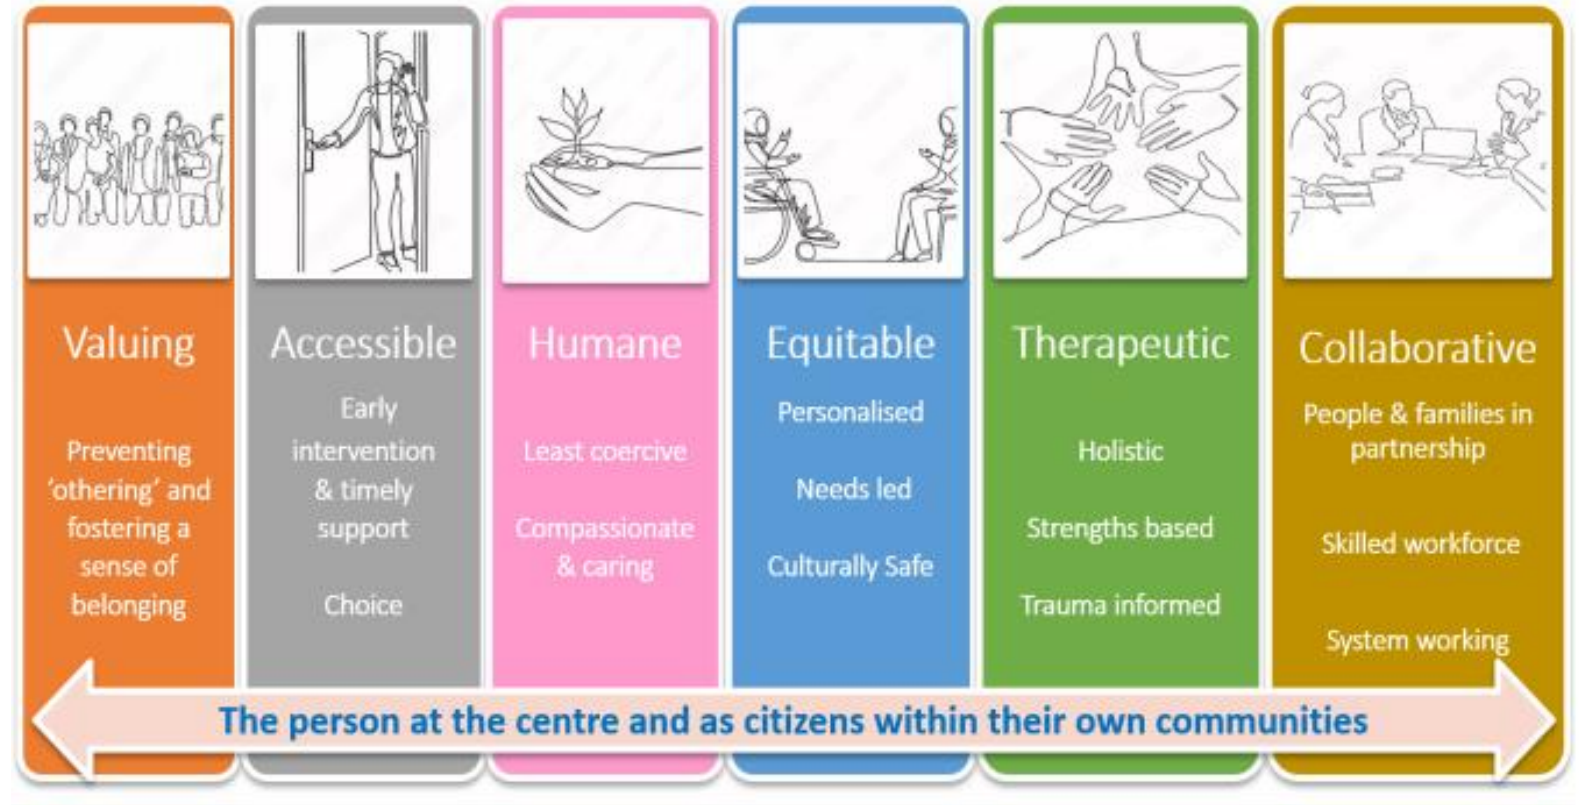 Valuing
Preventing
'othering' and
fostering a
sense of
belonging
Accessible
Early
intervention
& timely
support
Choice
Humane
Least coercive
Compassionate
& caring
Equitable
Personalised
Needs led
Culturally Safe
Therapeutic
Holistic
Strengths based
Trauma informed
Collaborative
People & families in
partnership
Skilled workforce
System working
The person at the centre and as citizens within their own communities